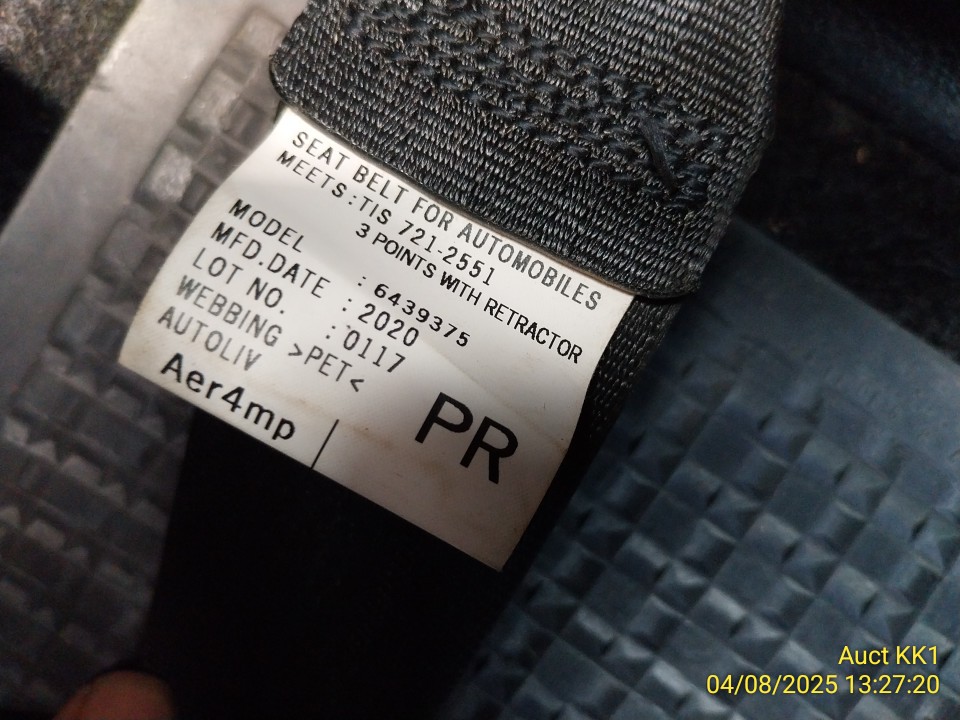 SEAT BELT FOR AUTOMOBILES
MEETS:TIS 721-2551
3 POINTS WITH RETRACTOR
MODEL : 6439375
MFD.DATE : 2020
LOT NO. : 0117
WEBBING >PET<
AUTOLIV
Aer4mp
PR
Auct KK1
04/08/2025 13:27:20